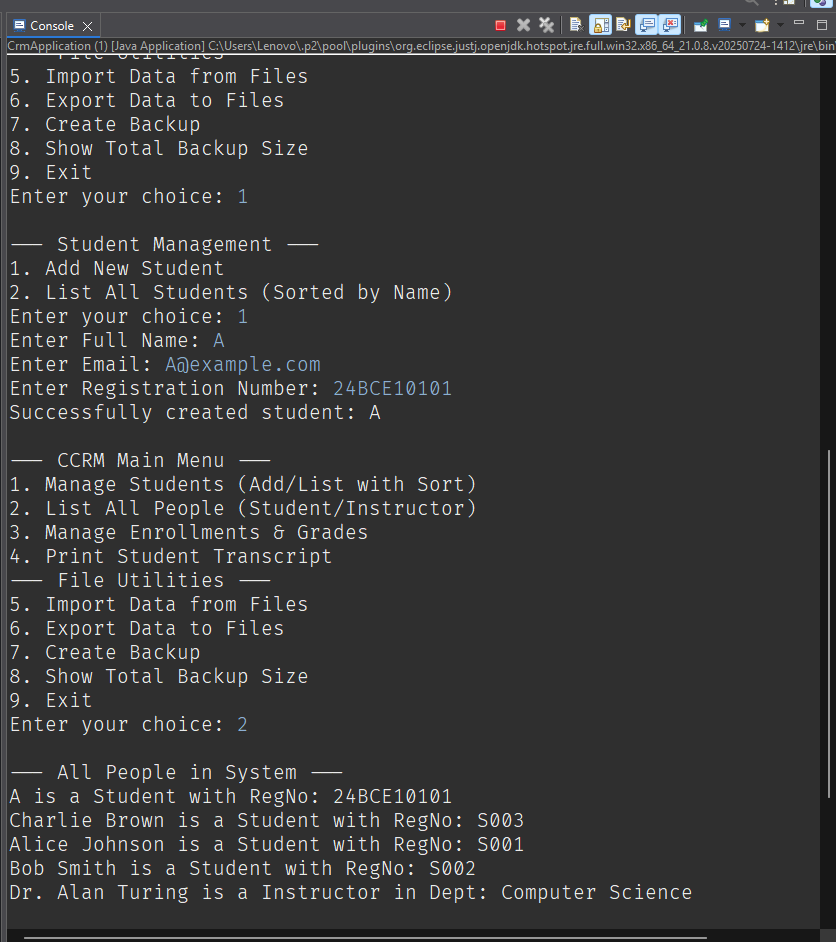 Console
CrmApplication (1) [Java Application] C:\Users\Lenovo\.p2\pool\plugins\org.eclipse.justj.openjdk.hotspot.jre.full.win32.x86_64_21.0.8.v20250724-1412\jre\bin
--- File Utilities ---
5. Import Data from Files
6. Export Data to Files
7. Create Backup
8. Show Total Backup Size
9. Exit
Enter your choice: 1
--- Student Management ---
1. Add New Student
2. List All Students (Sorted by Name)
Enter your choice: 1
Enter Full Name: A
Enter Email: A@example.com
Enter Registration Number: 24BCE10101
Successfully created student: A
--- CCRM Main Menu ---
1. Manage Students (Add/List with Sort)
2. List All People (Student/Instructor)
3. Manage Enrollments & Grades
4. Print Student Transcript
--- File Utilities ---
5. Import Data from Files
6. Export Data to Files
7. Create Backup
8. Show Total Backup Size
9. Exit
Enter your choice: 2
--- All People in System ---
A is a Student with RegNo: 24BCE10101
Charlie Brown is a Student with RegNo: S003
Alice Johnson is a Student with RegNo: S001
Bob Smith is a Student with RegNo: S002
Dr. Alan Turing is a Instructor in Dept: Computer Science